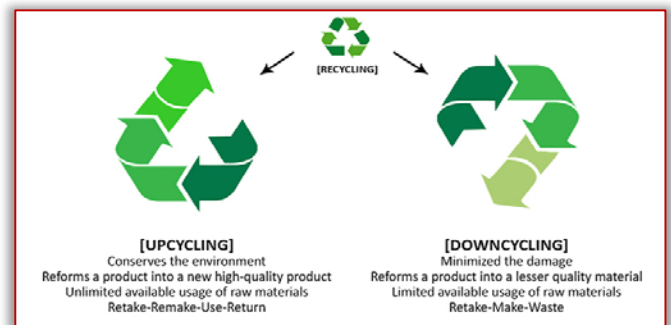 [RECYCLING]
[UPCYCLING]
Conserves the environment
Reforms a product into a new high-quality product
Unlimited available usage of raw materials
Retake-Remake-Use-Return
[DOWNCYCLING]
Minimized the damage
Reforms a product into a lesser quality material
Limited available usage of raw materials
Retake-Make-Waste